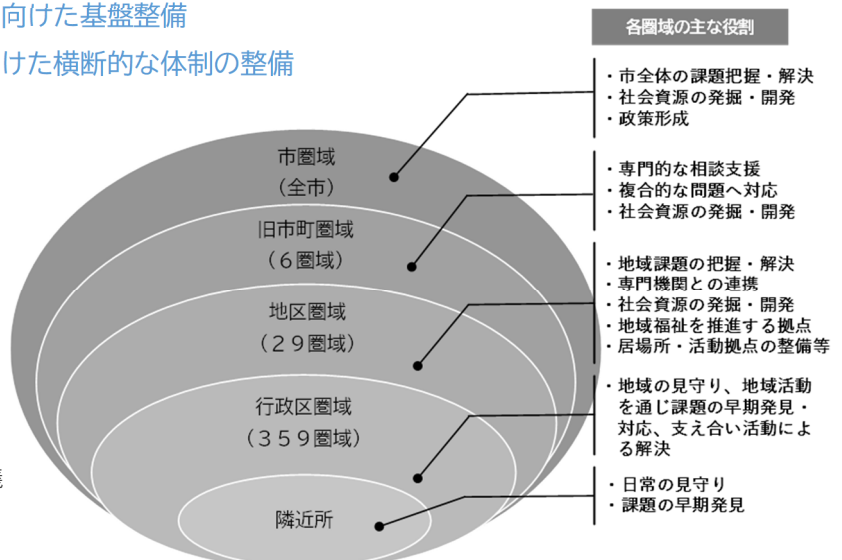 向けた基盤整備
けた横断的な体制の整備
各圏域の主な役割
・市全体の課題把握・解決
・社会資源の発掘・開発
・政策形成
市圏域
（全市）
・専門的な相談支援
・複合的な問題へ対応
・社会資源の発掘・開発
旧市町圏域
（6圏域）
・地域課題の把握・解決
・専門機関との連携
・社会資源の発掘・開発
・地域福祉を推進する拠点
・居場所・活動拠点の整備等
地区圏域
（２９圏域）
・地域の見守り、地域活動
を通じ課題の早期発見・
対応、支え合い活動によ
る解決
行政区圏域
（３５９圏域）
・日常の見守り
・課題の早期発見
隣近所